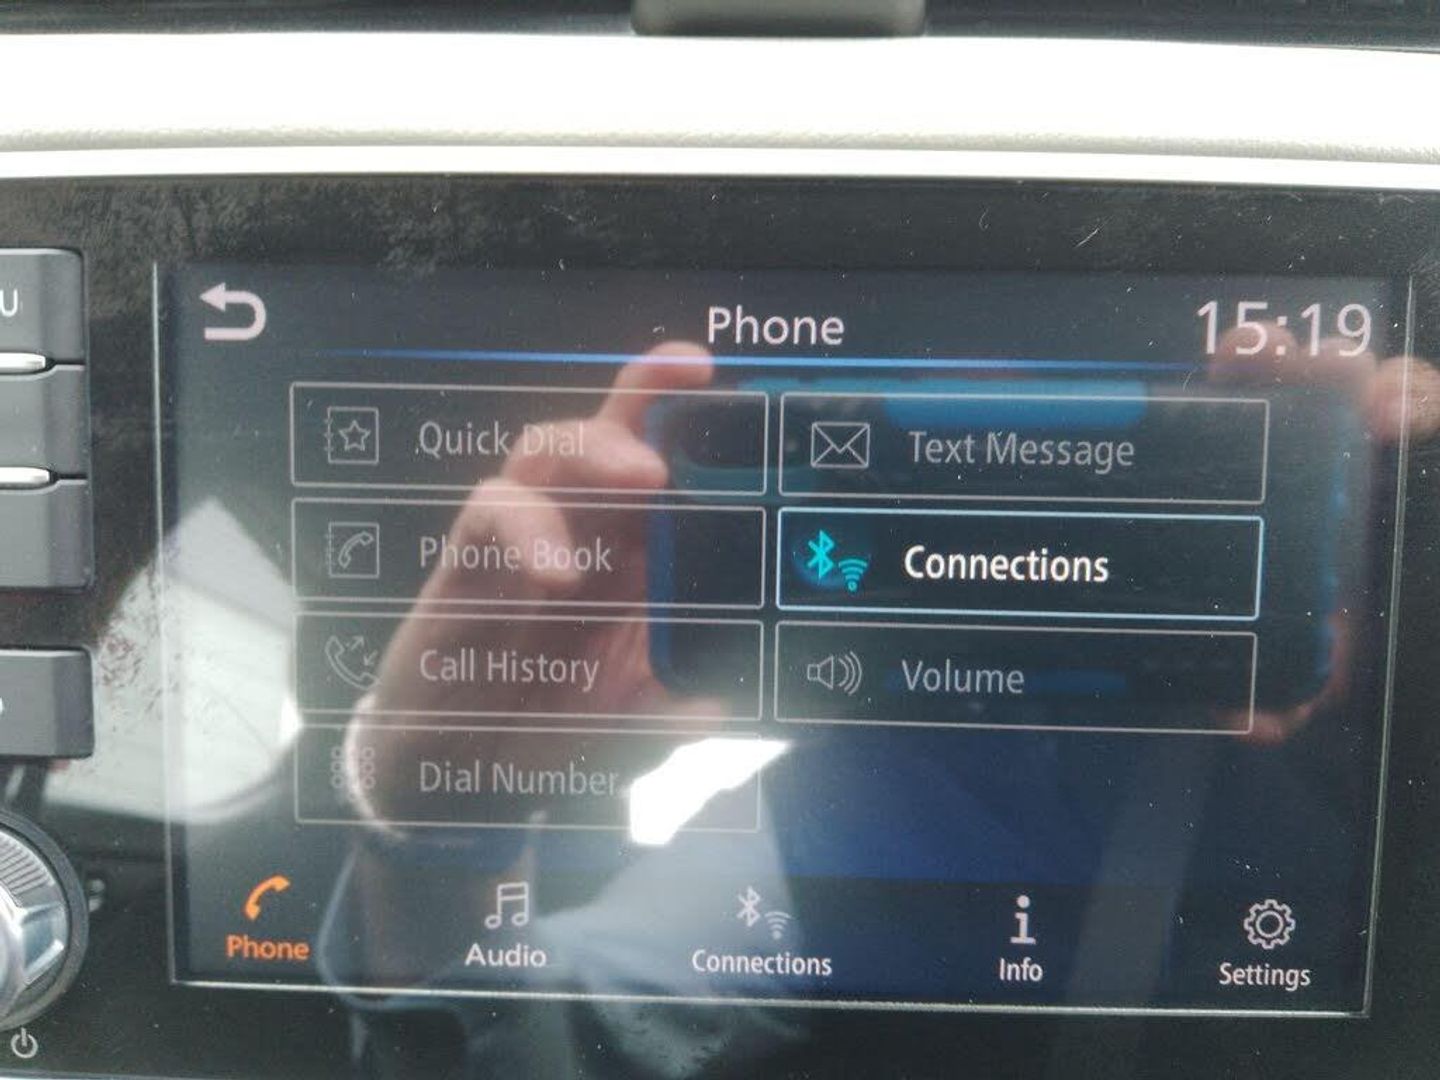 U
Phone
15:19
Quick Dial
Text Message
Phone Book
Connections
Call History
Volume
Dial Number
Phone
Audio
Connections
Info
Settings